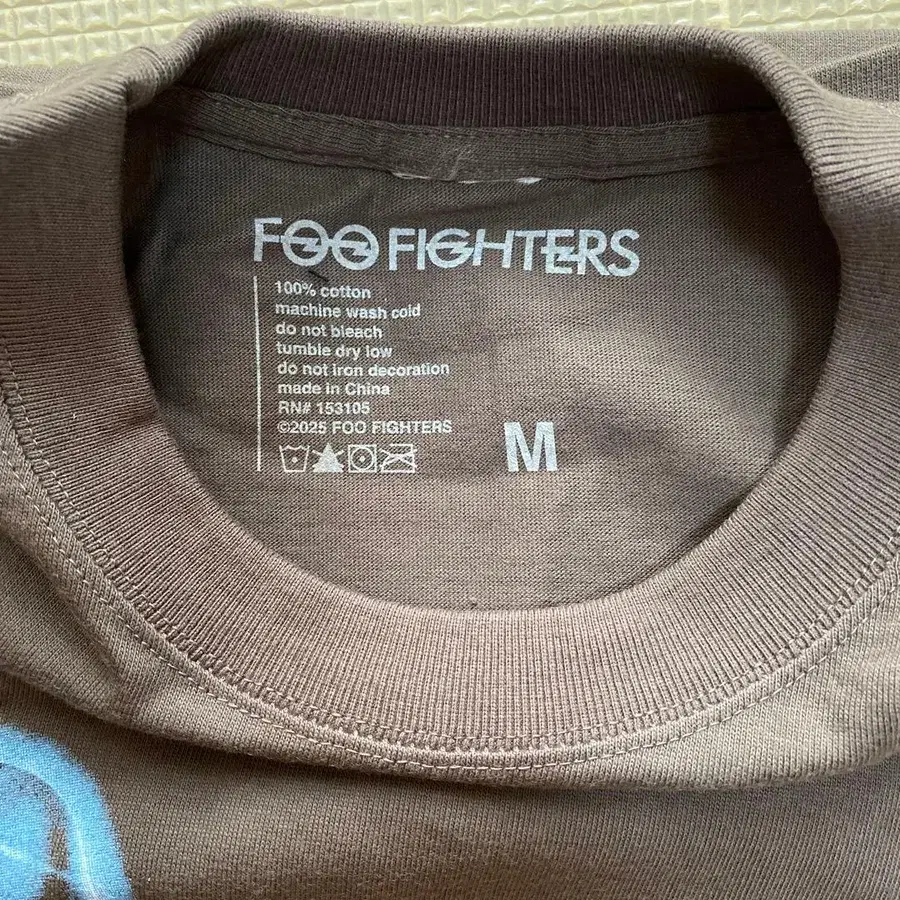 FOO FIGHTERS
100% cotton
machine wash cold
do not bleach
tumble dry low
do not iron decoration
made in China
RN# 153105
©2025 FOO FIGHTERS
M